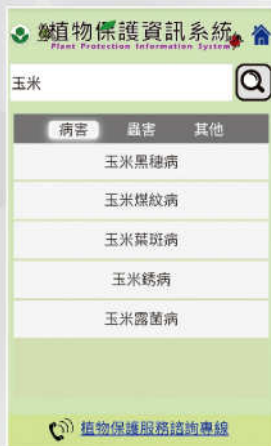 植物保護資訊系統
Plant Protection Information System
玉米
病害 蟲害 其他
玉米黑穗病
玉米煤紋病
玉米葉斑病
玉米銹病
玉米露菌病
植物保護服務諮詢專線